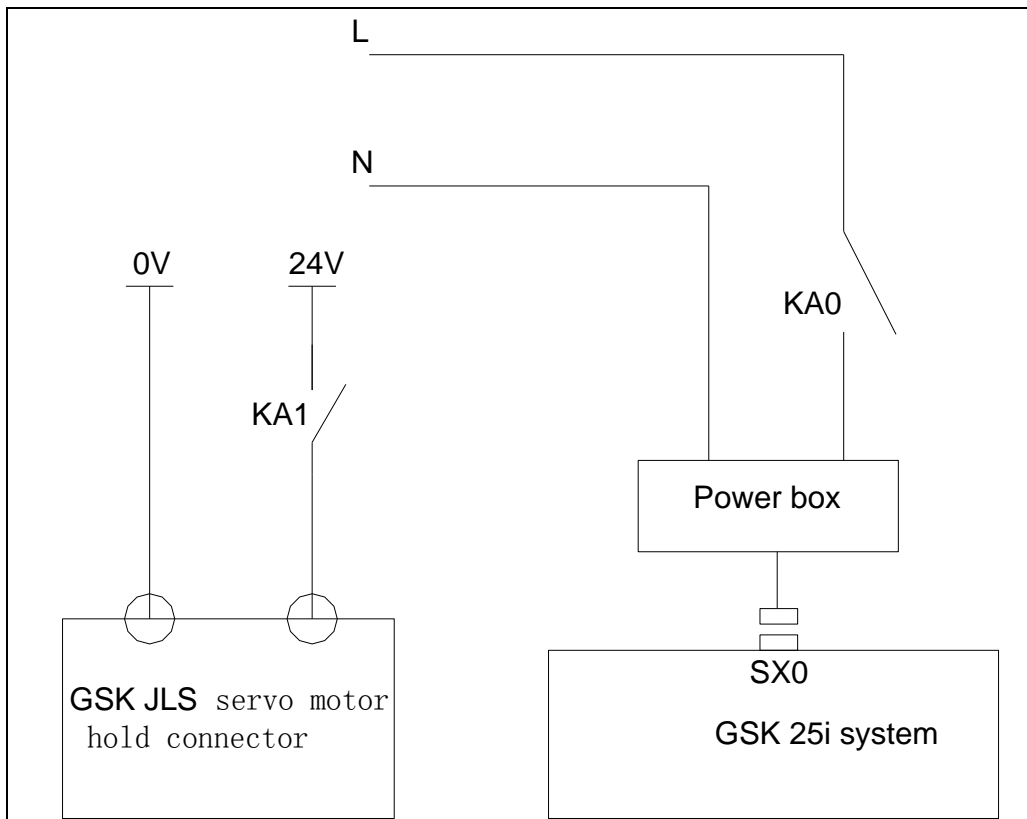 L
N
0V 24V
KA0
KA1
Power box
SX0
GSK JLS servo motor
hold connector
GSK 25i system